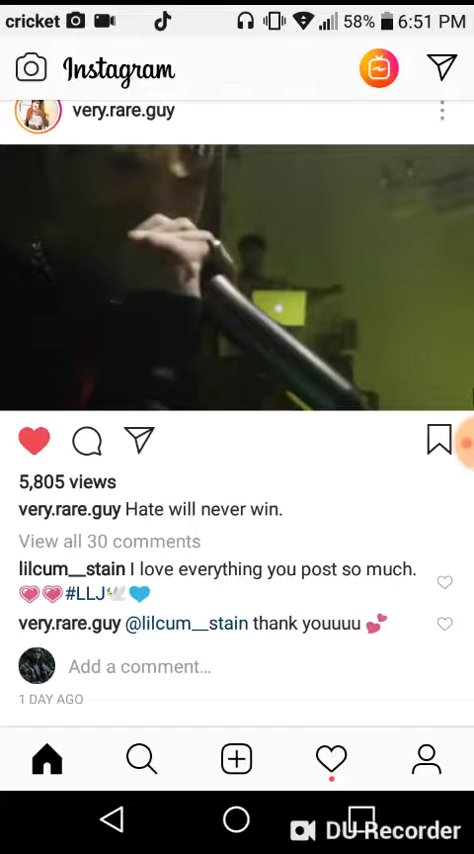 cricket 58% 6:51 PM
Instagram
very.rare.guy
5,805 views
very.rare.guy Hate will never win.
View all 30 comments
lilcum__stain I love everything you post so much.
💗💗#LLJ🕊️💙
very.rare.guy @lilcum__stain thank youuuu 💕
Add a comment...
1 DAY AGO
DU Recorder